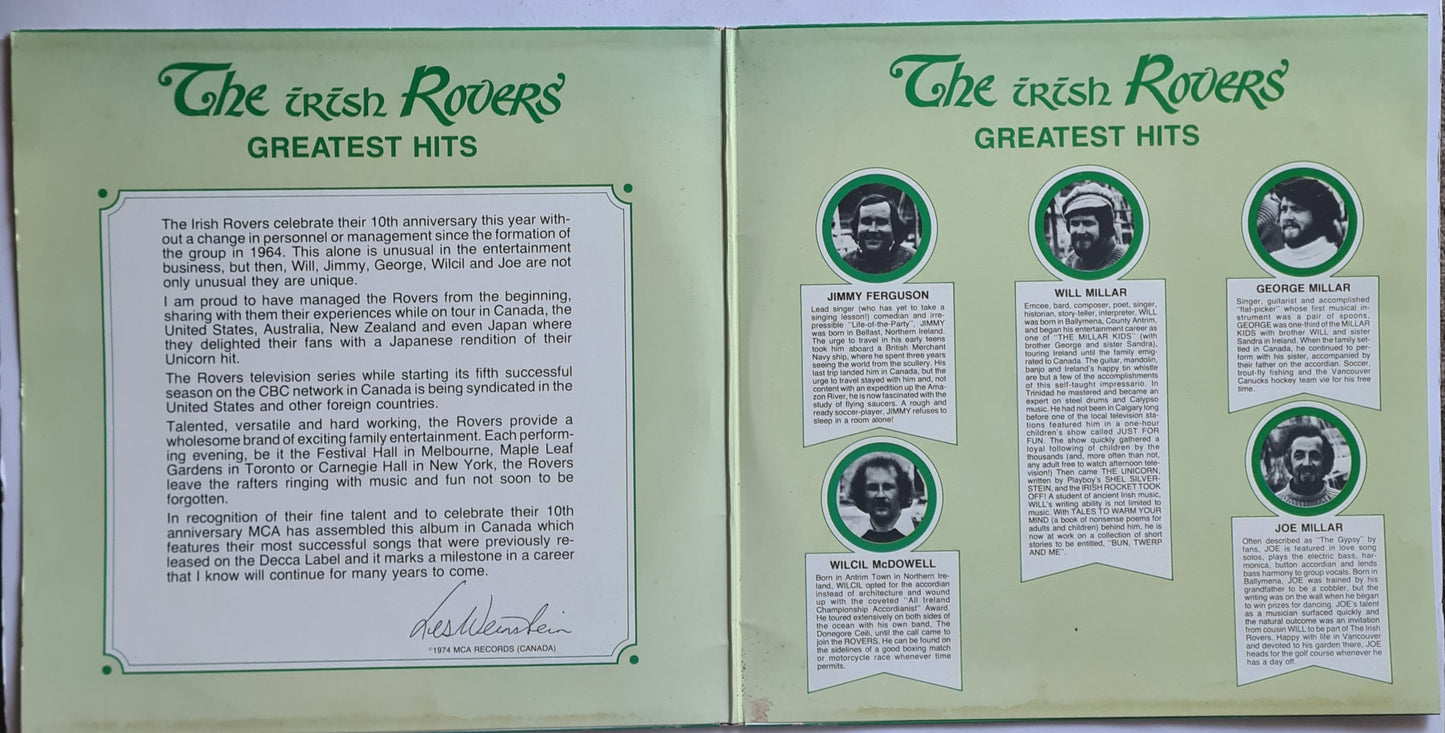 The Irish Rovers
GREATEST HITS
The Irish Rovers celebrate their 10th anniversary this year with-
out a change in personnel or management since the formation of
the group in 1964. This alone is unusual in the entertainment
business, but then, Will, Jimmy, George, Wilcil and Joe are not
only unusual they are unique.
I am proud to have managed the Rovers from the beginning,
sharing with them their experiences while on tour in Canada, the
United States, Australia, New Zealand and even Japan where
they delighted their fans with a Japanese rendition of their
Unicorn hit.
The Rovers television series while starting its fifth successful
season on the CBC network in Canada is being syndicated in the
United States and other foreign countries.
Talented, versatile and hard working, the Rovers provide a
wholesome brand of exciting family entertainment. Each perform-
ing evening, be it the Festival Hall in Melbourne, Maple Leaf
Gardens in Toronto or Carnegie Hall in New York, the Rovers
leave the rafters ringing with music and fun not soon to be
forgotten.
In recognition of their fine talent and to celebrate their 10th
anniversary MCA has assembled this album in Canada which
features their most successful songs that were previously re-
leased on the Decca Label and it marks a milestone in a career
that I know will continue for many years to come.
Les Weinstein
©1974 MCA RECORDS (CANADA)
The Irish Rovers
GREATEST HITS
JIMMY FERGUSON
Lead singer (who has yet to take a
singing lesson!) comedian and irre-
pressible "Life-of-the-Party", JIMMY
was born in Belfast, Northern Ireland.
The urge to travel in his early teens
took him aboard a British Merchant
Navy ship, where he spent three years
seeing the world from the scullery. His
last trip landed him in Canada, but the
urge to travel stayed with him and, not
content with an expedition up the Ama-
zon River, he is now fascinated with the
study of flying saucers. A rough and
ready soccer-player, JIMMY refuses to
sleep in a room alone!
WILCIL McDOWELL
Born in Antrim Town in Northern Ire-
land, WILCIL opted for the accordian
instead of architecture and wound
up with the coveted "All Ireland
Championship Accordianist" Award.
He toured extensively on both sides of
the ocean with his own band, The
Donegore Ceili, until the call came to
join the ROVERS. He can be found on
the sidelines of a good boxing match
or motorcycle race whenever time
permits.
WILL MILLAR
Emcee, bard, composer, poet, singer,
historian, story-teller, interpreter, WILL
was born in Ballymena, County Antrim,
and began his entertainment career as
one of "THE MILLAR KIDS" (with
brother George and sister Sandra),
touring Ireland until the family emig-
rated to Canada. The guitar, mandolin,
banjo and Ireland's happy tin whistle
are but a few of the accomplishments
of this self-taught impressario. In
Trinidad he mastered and became an
expert on steel drums and Calypso
music. He had not been in Calgary long
before one of the local television sta-
tions featured him in a one-hour
children's show called JUST FOR
FUN. The show quickly gathered a
loyal following of children by the
thousands (and, more often than not,
any adult free to watch afternoon tele-
vision!) Then came THE UNICORN,
written by Playboy's SHEL SILVER-
STEIN, and the IRISH ROCKET TOOK
OFF! A student of ancient Irish music,
WILL's writing ability is not limited to
music. With TALES TO WARM YOUR
MIND (a book of nonsense poems for
adults and children) behind him, he is
now at work on a collection of short
stories to be entitled, "BUN, TWERP
AND ME".
GEORGE MILLAR
Singer, guitarist and accomplished
"flat-picker" whose first musical in-
strument was a pair of spoons,
GEORGE was one-third of the MILLAR
KIDS with brother WILL and sister
Sandra in Ireland. When the family set-
tled in Canada, he continued to per-
form with his sister, accompanied by
their father on the accordian. Soccer,
trout-fly fishing and the Vancouver
Canucks hockey team vie for his free
time.
JOE MILLAR
Often described as "The Gypsy" by
fans, JOE is featured in love song
solos, plays the electric bass, har-
monica, button accordian and lends
bass harmony to group vocals. Born in
Ballymena, JOE was trained by his
grandfather to be a cobbler, but the
writing was on the wall when he began
to win prizes for dancing. JOE's talent
as a musician surfaced quickly and
the natural outcome was an invitation
from cousin WILL to be part of The Irish
Rovers. Happy with life in Vancouver
and devoted to his garden there, JOE
heads for the golf course whenever he
has a day off.